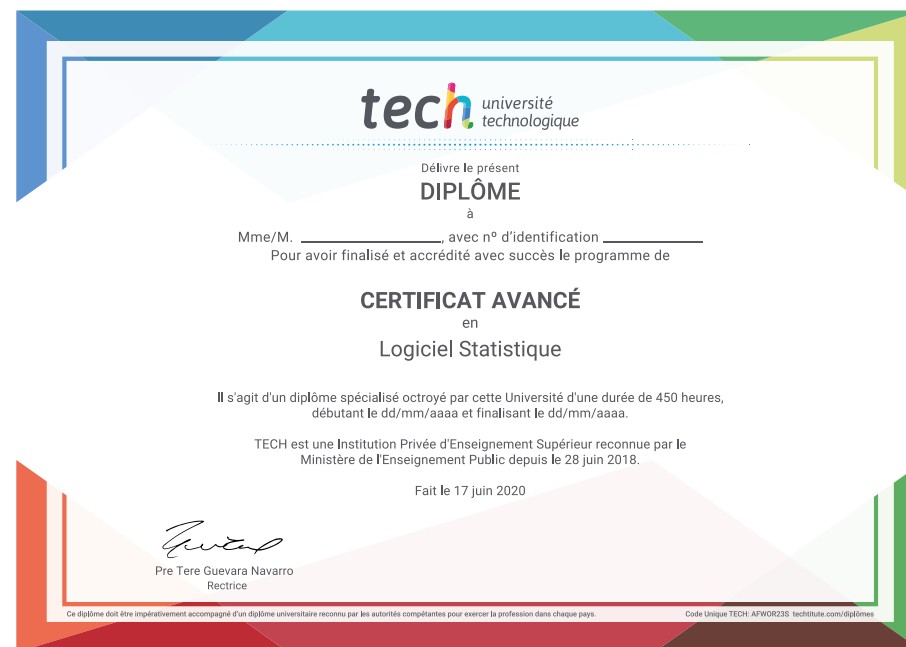 tech université
technologique
Délivre le présent
DIPLÔME
à
Mme/M. ____________________, avec nº d'identification ______________
Pour avoir finalisé et accrédité avec succès le programme de
CERTIFICAT AVANCÉ
en
Logiciel Statistique
Il s'agit d'un diplôme spécialisé octroyé par cette Université d'une durée de 450 heures,
débutant le dd/mm/aaaa et finalisant le dd/mm/aaaa.
TECH est une Institution Privée d'Enseignement Supérieur reconnue par le
Ministère de l'Enseignement Public depuis le 28 juin 2018.
Fait le 17 juin 2020
Pre Tere Guevara Navarro
Rectrice
Ce diplôme doit être impérativement accompagné d'un diplôme universitaire reconnu par les autorités compétantes pour exercer la profession dans chaque pays.
Code Unique TECH: AFWOR23S techtitute.com/diplômes